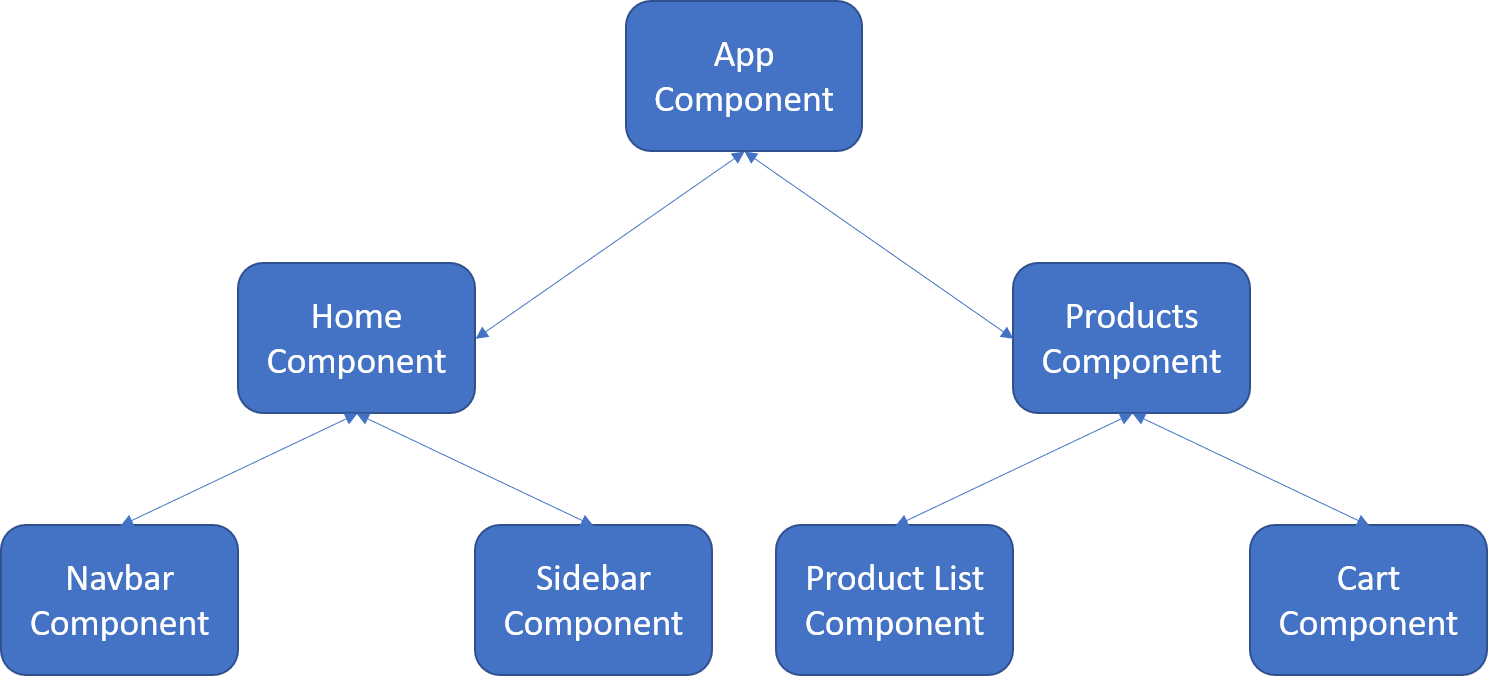 App
Component
Home
Component
Products
Component
Navbar
Component
Sidebar
Component
Product List
Component
Cart
Component